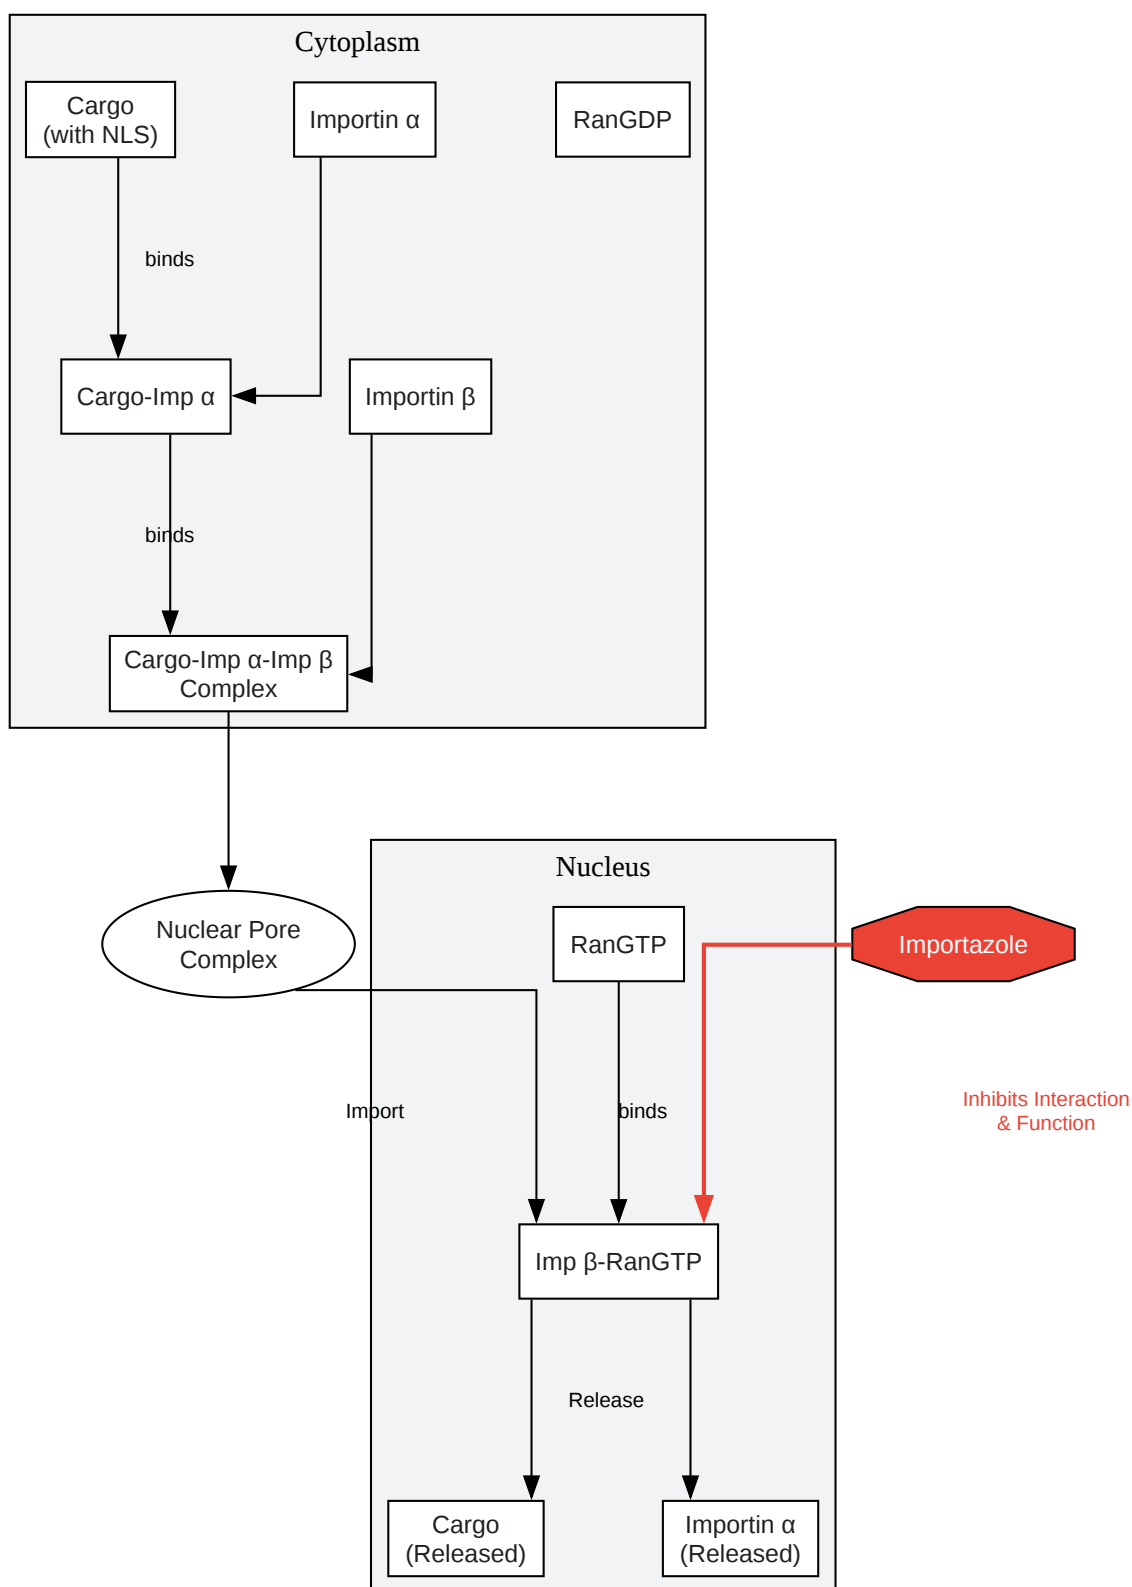 Cytoplasm
Cargo
(with NLS)
Importin α
RanGDP
binds
Cargo-Imp α
Importin β
binds
Cargo-Imp α-Imp β
Complex
Nucleus
Nuclear Pore
Complex
RanGTP
Importazole
Import
binds
Inhibits Interaction
& Function
Imp β-RanGTP
Release
Cargo
(Released)
Importin α
(Released)